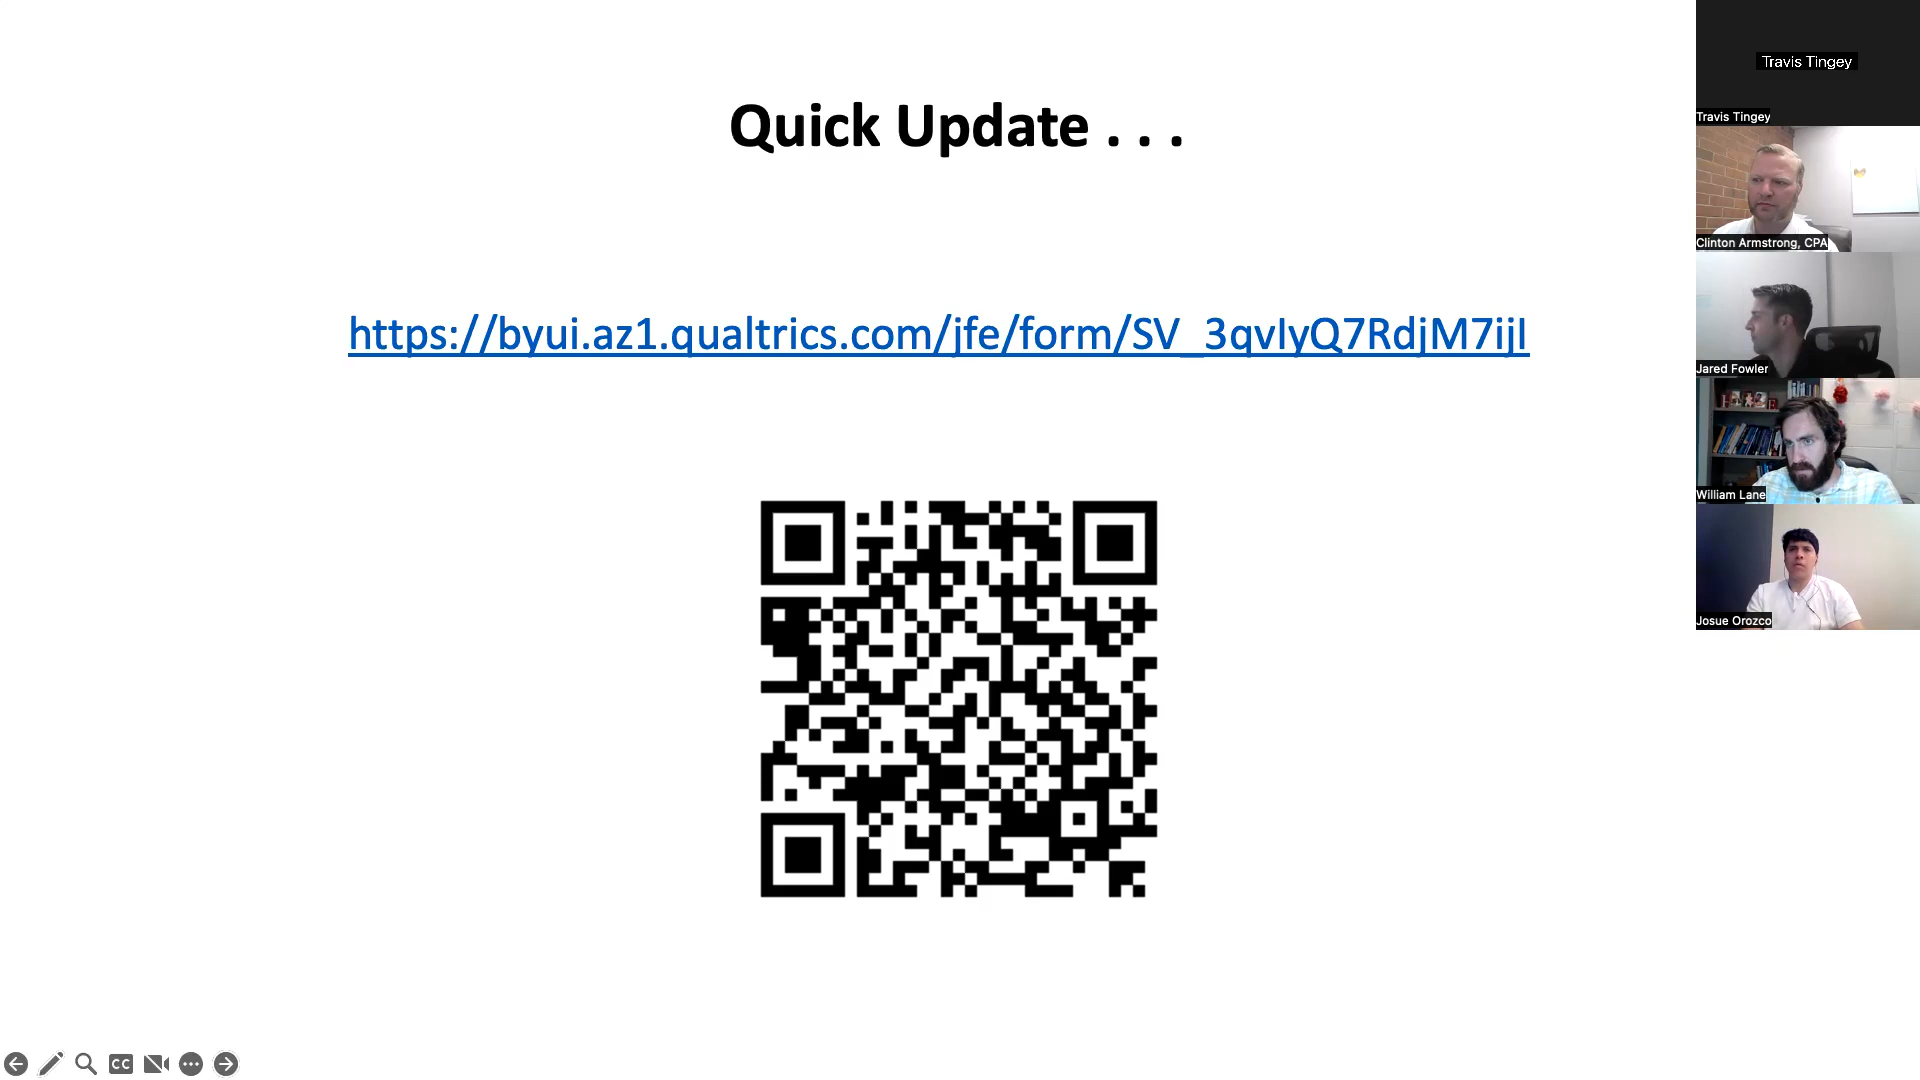 Quick Update . . .
https://byui.az1.qualtrics.com/jfe/form/SV_3qvIyQ7RdjM7ijI
Travis Tingey
Travis Tingey
Clinton Armstrong, CPA
Jared Fowler
William Lane
Josue Orozco
CC